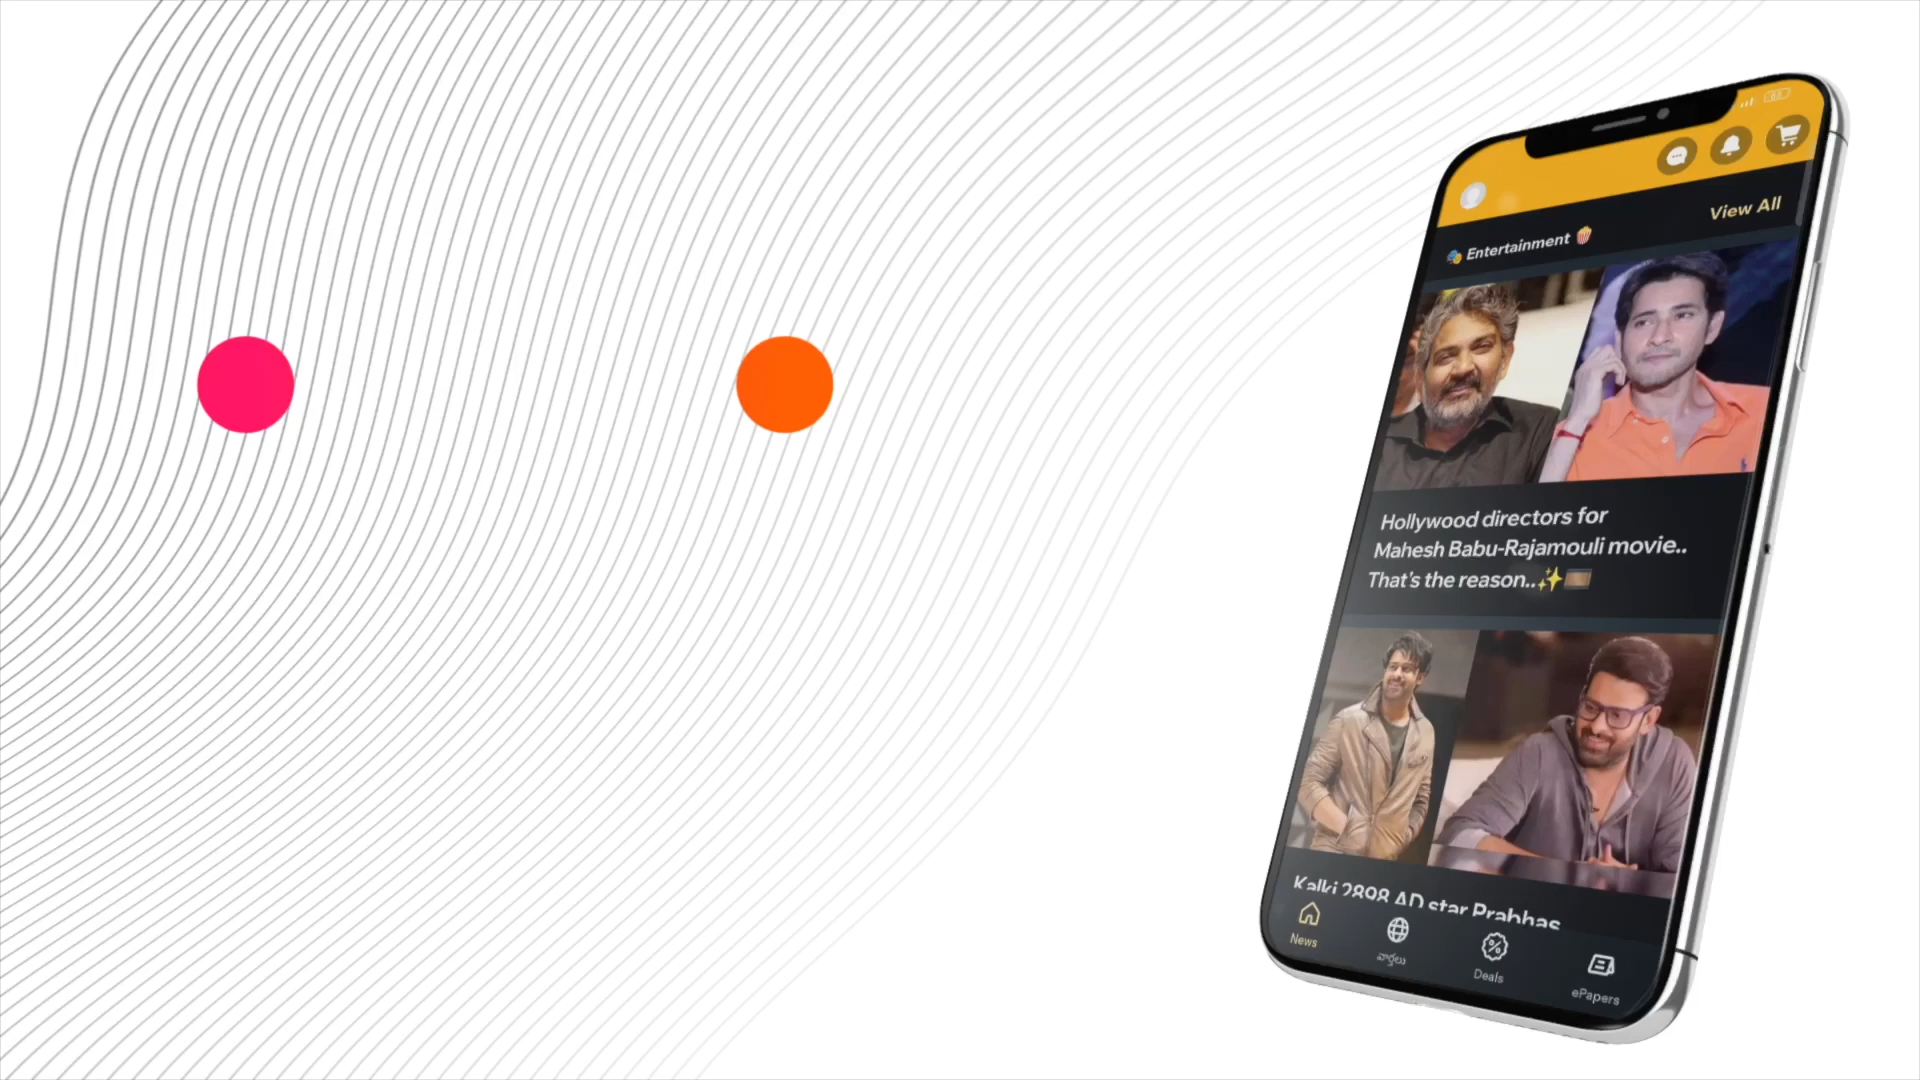 View All
🎭 Entertainment 🍿
Hollywood directors for
Mahesh Babu-Rajamouli movie..
That's the reason..✨🎞️
Kalki 2898 AD star Prabhas
News
వార్తలు
Deals
ePapers